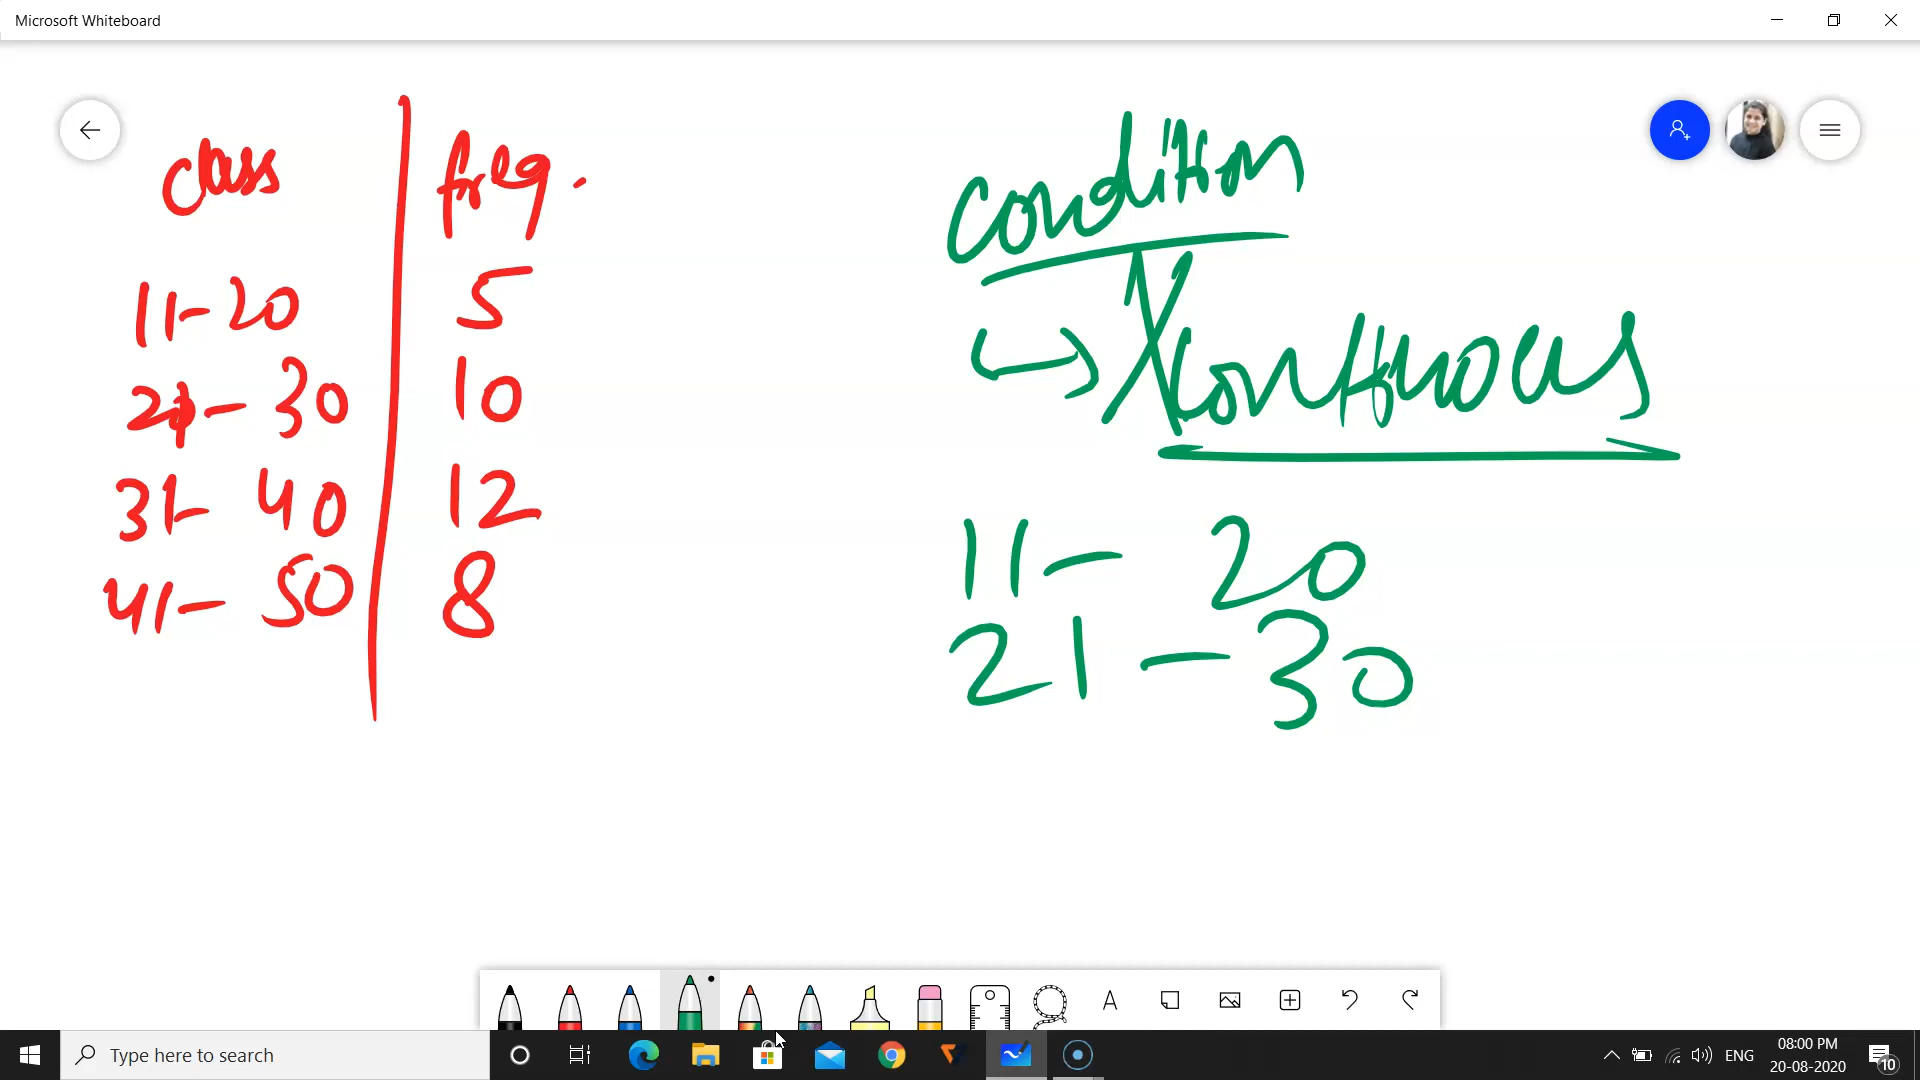 Microsoft Whiteboard
class freq.
11-20 5
21-30 10
31-40 12
41-50 8
condition
↳ X continuous
11-20
21-30
A
Type here to search
ENG
08:00 PM
20-08-2020
10